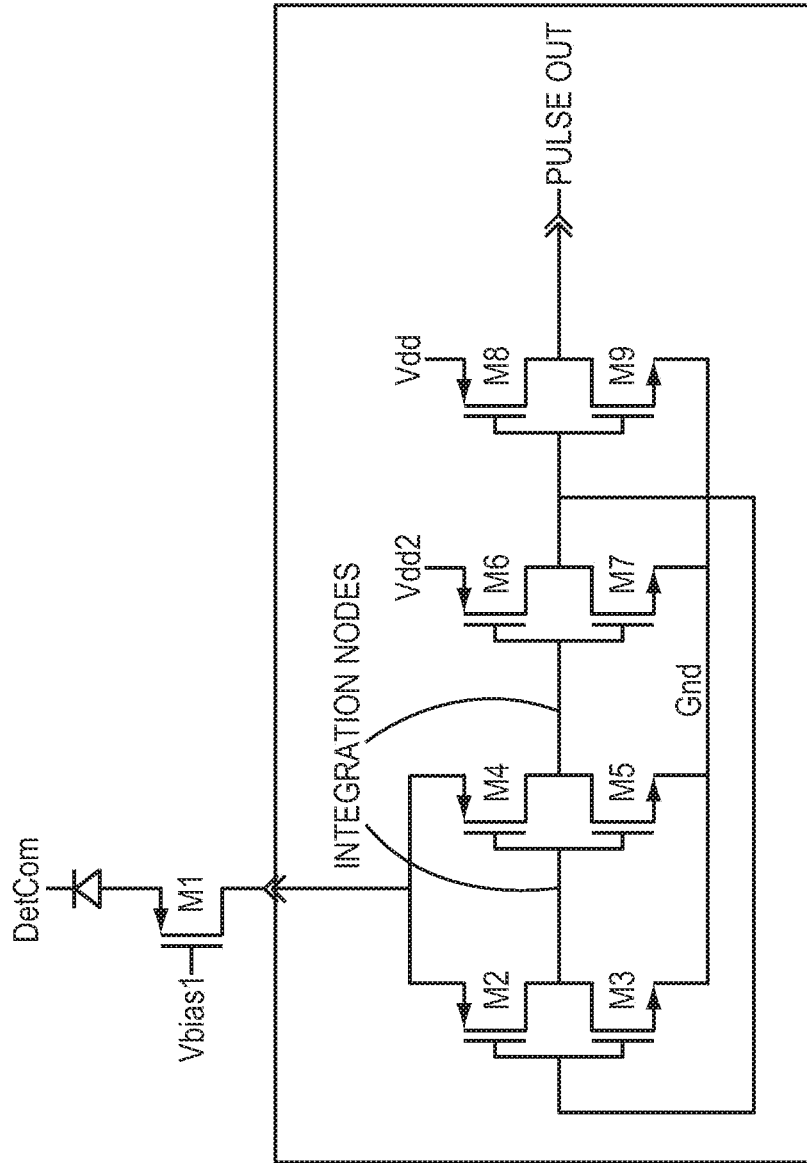 DetCom
Vbias1
M1
INTEGRATION NODES
Vdd2
Vdd
M2
M4
M6
M8
PULSE OUT
M3
M5
M7
M9
Gnd